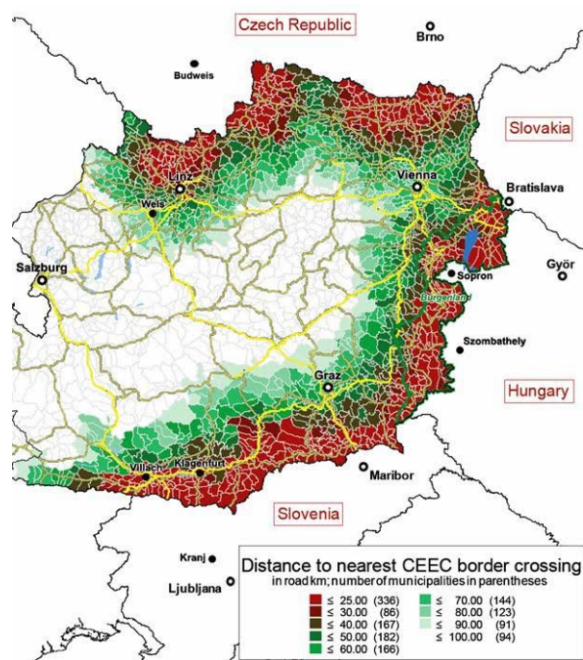 Czech Republic
Brno
Budweis
Slovakia
Linz
Vienna
Wels
Bratislava
Salzburg
Sopron
Györ
Burgenland
Szombathely
Graz
Hungary
Villach
Klagenfurt
Maribor
Slovenia
Kranj
Ljubljana
Distance to nearest CEEC border crossing
in road km; number of municipalities in parentheses
≤ 25.00 (336) ≤ 70.00 (144)
≤ 30.00 (86) ≤ 80.00 (123)
≤ 40.00 (167) ≤ 90.00 (91)
≤ 50.00 (182) ≤ 100.00 (94)
≤ 60.00 (166)